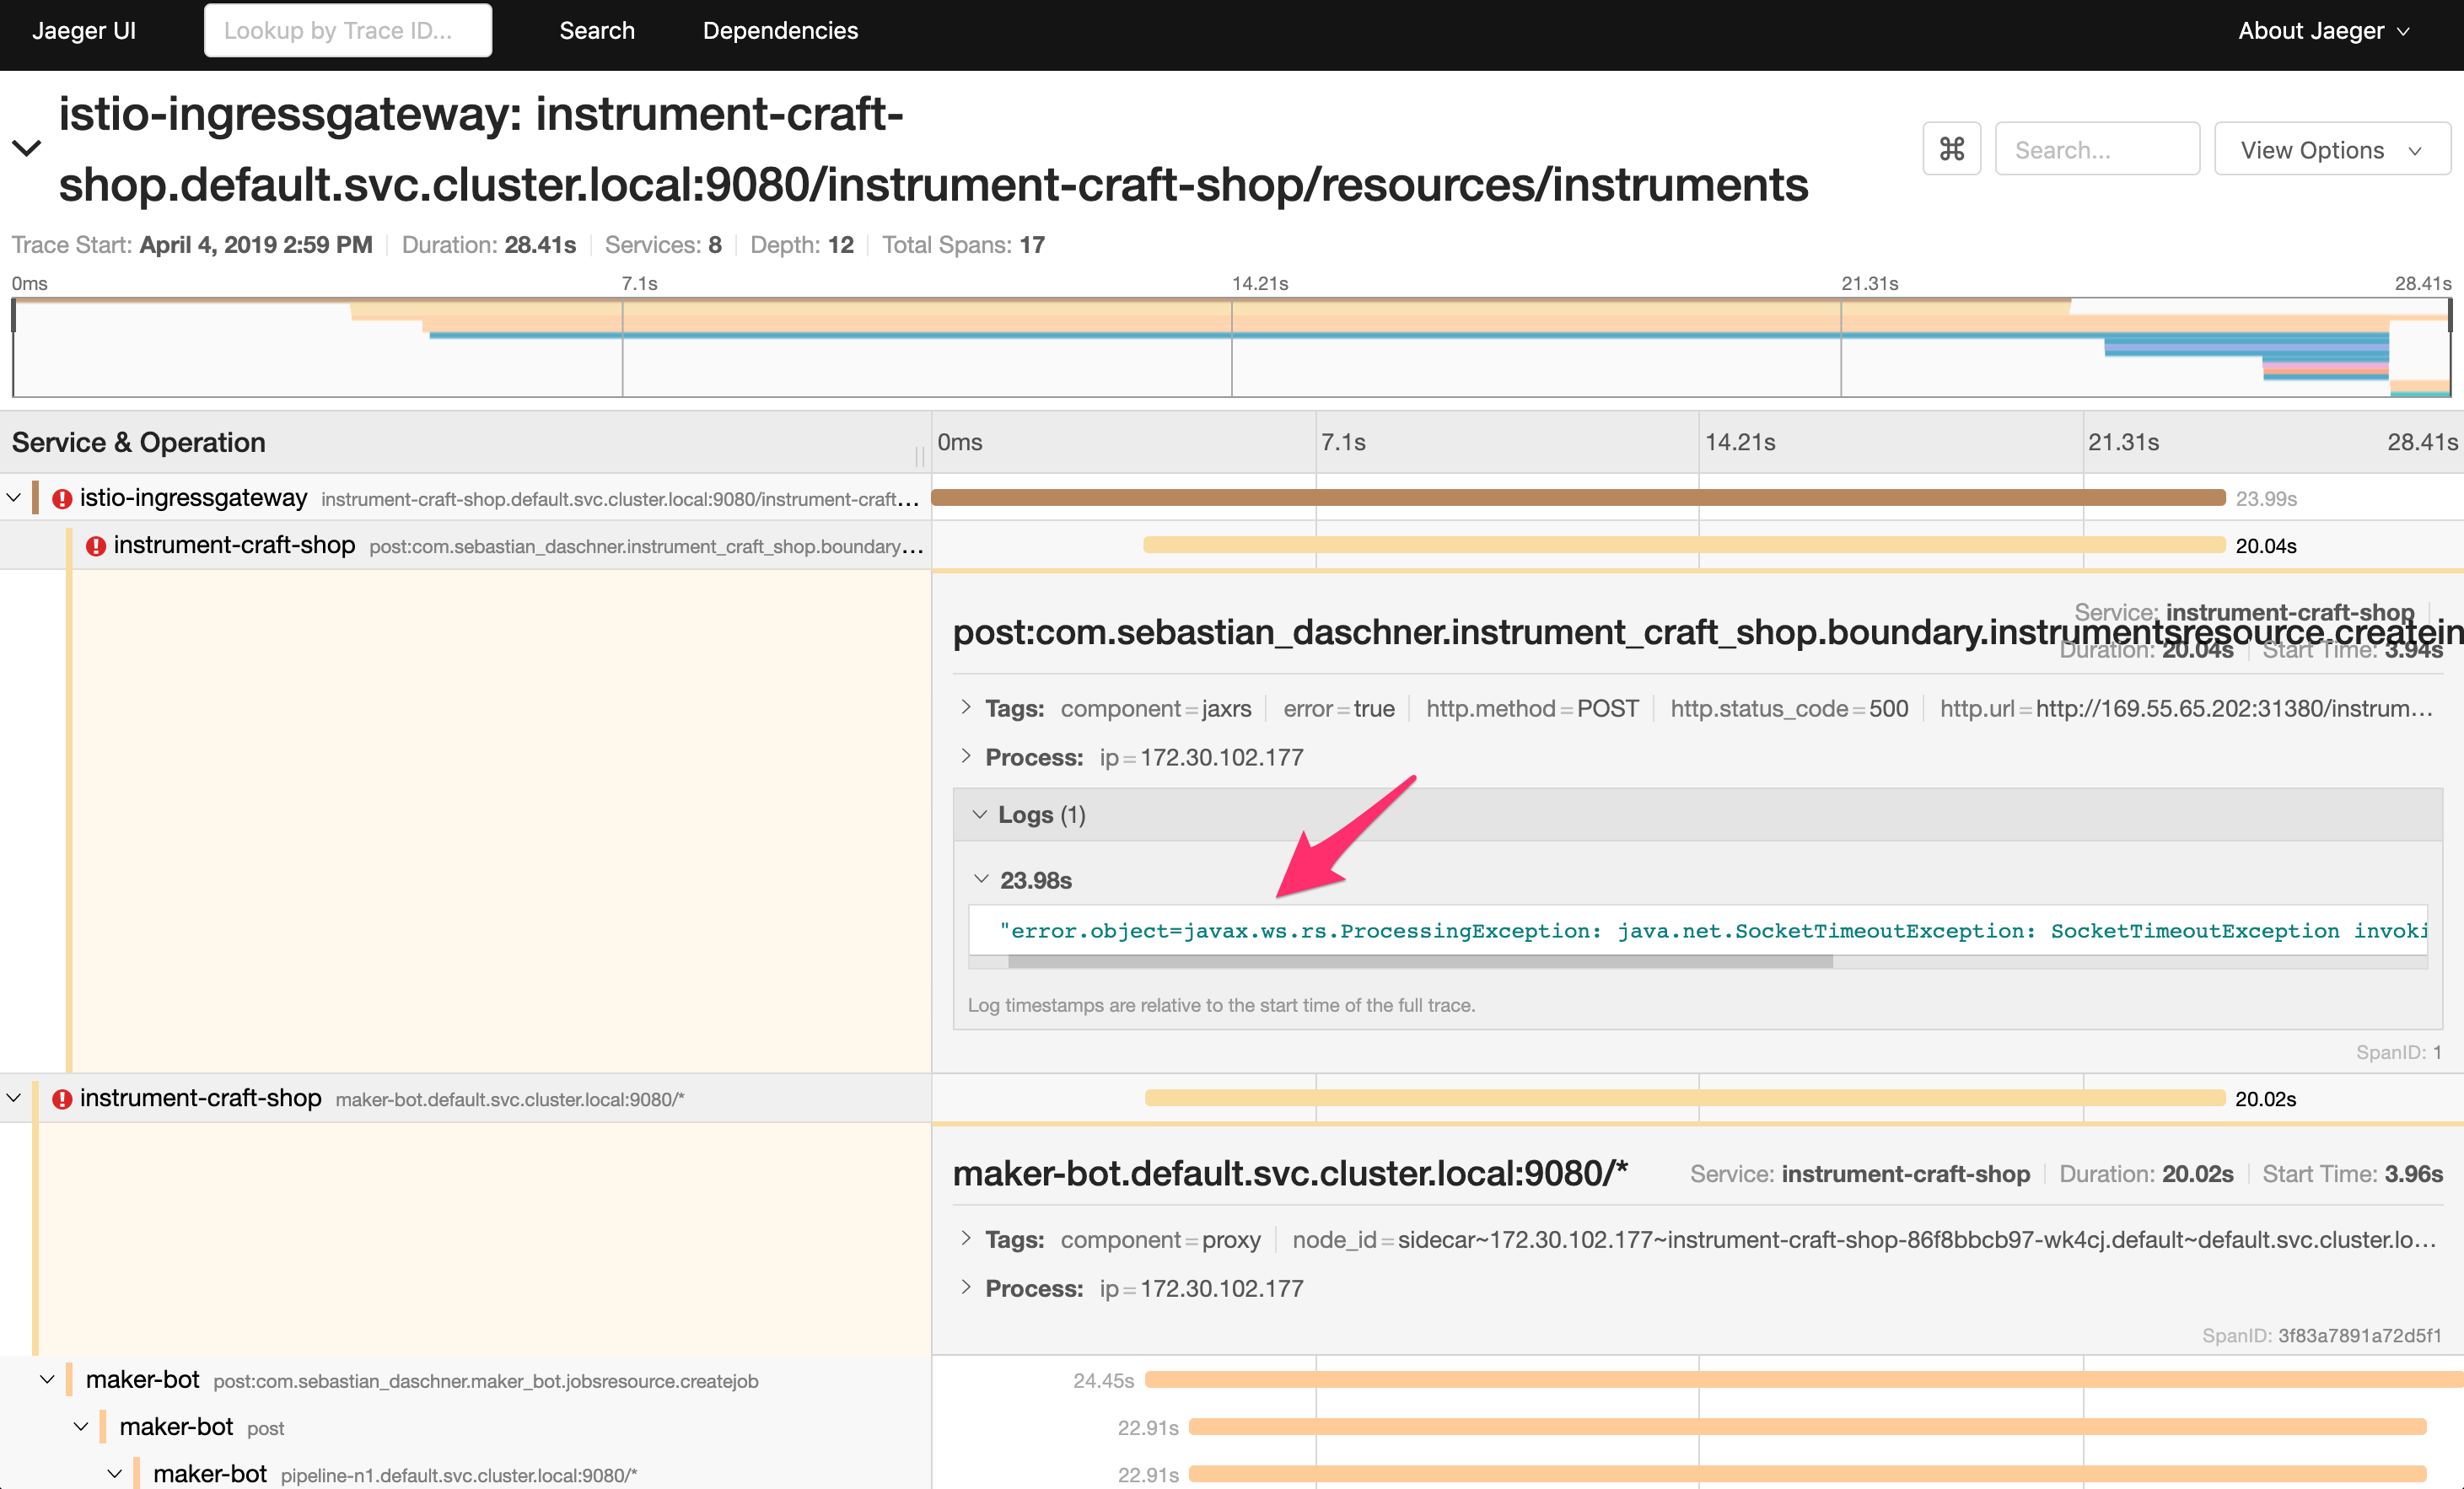 Jaeger UI Lookup by Trace ID... Search Dependencies About Jaeger
istio-ingressgateway: instrument-craft-
shop.default.svc.cluster.local:9080/instrument-craft-shop/resources/instruments
⌘ Search... View Options
Trace Start: April 4, 2019 2:59 PM Duration: 28.41s Services: 8 Depth: 12 Total Spans: 17
0ms 7.1s 14.21s 21.31s 28.41s
Service & Operation 0ms 7.1s 14.21s 21.31s 28.41s
istio-ingressgateway instrument-craft-shop.default.svc.cluster.local:9080/instrument-craft... 23.99s
instrument-craft-shop post:com.sebastian_daschner.instrument_craft_shop.boundary... 20.04s
Service: instrument-craft-shop
post:com.sebastian_daschner.instrument_craft_shop.boundary.instrumentsresource.createin
Duration: 20.04s Start Time: 3.94s
Tags: component=jaxrs error=true http.method=POST http.status_code=500 http.url=http://169.55.65.202:31380/instrum...
Process: ip=172.30.102.177
Logs (1)
23.98s
"error.object=javax.ws.rs.ProcessingException: java.net.SocketTimeoutException: SocketTimeoutException invoki
Log timestamps are relative to the start time of the full trace.
SpanID: 1
instrument-craft-shop maker-bot.default.svc.cluster.local:9080/* 20.02s
maker-bot.default.svc.cluster.local:9080/* Service: instrument-craft-shop Duration: 20.02s Start Time: 3.96s
Tags: component=proxy node_id=sidecar~172.30.102.177~instrument-craft-shop-86f8bbcb97-wk4cj.default~default.svc.cluster.lo...
Process: ip=172.30.102.177
SpanID: 3f83a7891a72d5f1
maker-bot post:com.sebastian_daschner.maker_bot.jobsresource.createjob 24.45s
maker-bot post 22.91s
maker-bot pipeline-n1.default.svc.cluster.local:9080/* 22.91s